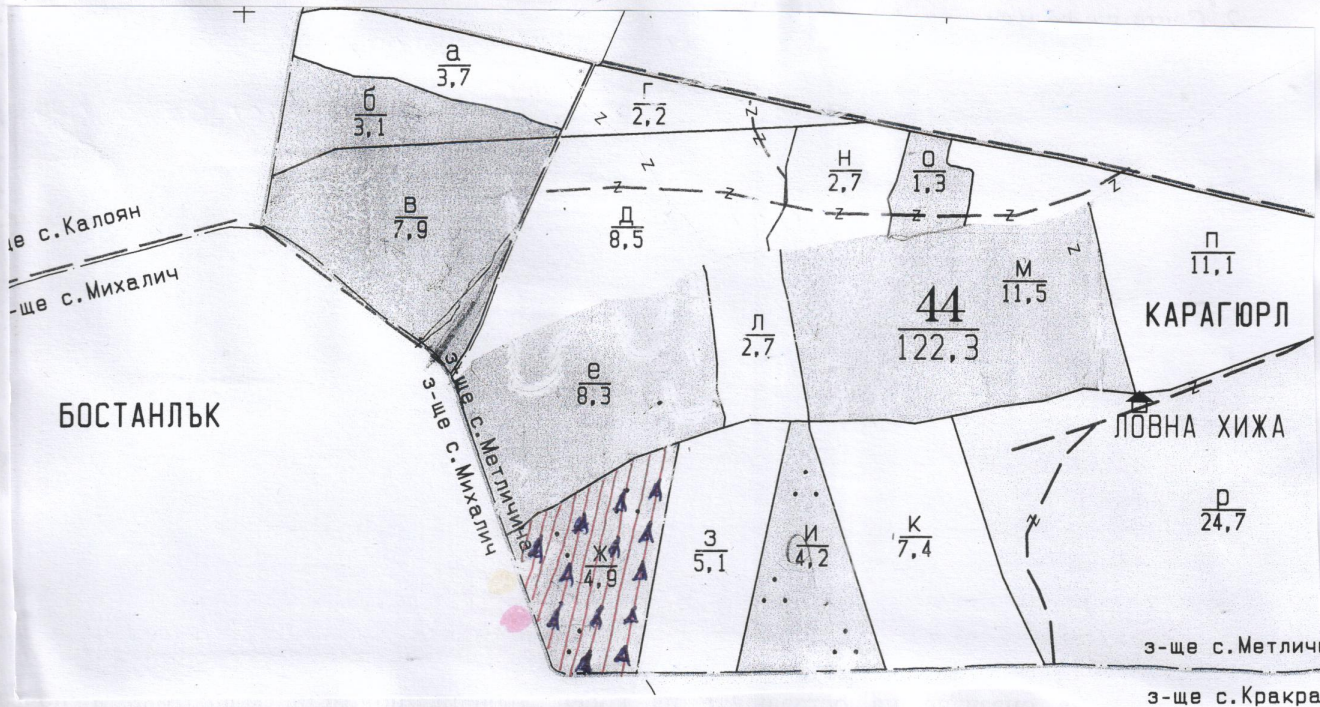 а
3,7
б
3,1
г
2,2
н
2,7
о
1,3
в
7,9
Д
8,5
п
11,1
м
11,5
44
122,3
л
2,7
КАРАГЮРЛ
е
8,3
с.Калоян
-ще с.Михалич
БОСТАНЛЪК
з-ще с.Метличина
з-ще с.Михалич
ЛОВНА ХИЖА
ж
4,9
з
5,1
и
4,2
к
7,4
р
24,7
з-ще с.Метличи
з-ще с.Кракра